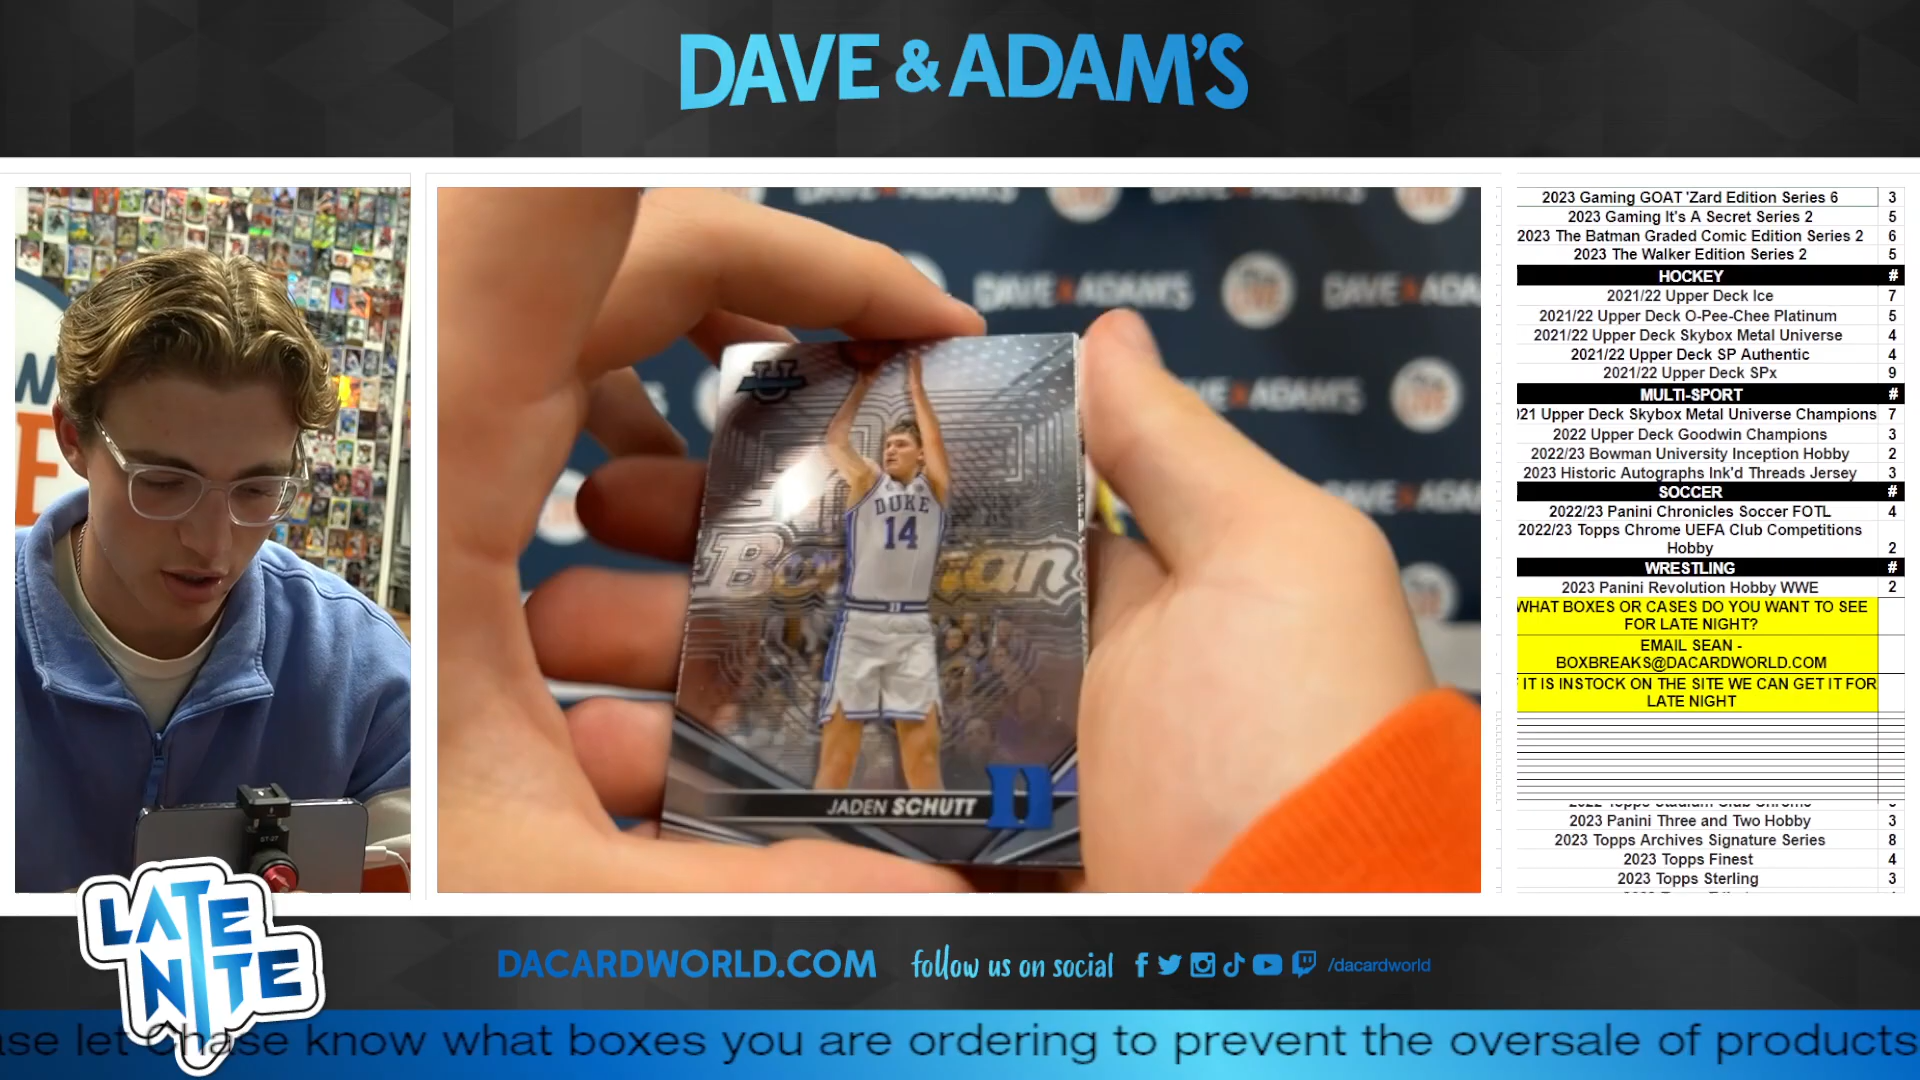 DAVE & ADAM'S
DAVE & ADAM'S
DUKE
14
Bowman
JADEN SCHUTT
2023 Gaming GOAT 'Zard Edition Series 6 3
2023 Gaming It's A Secret Series 2 5
2023 The Batman Graded Comic Edition Series 2 6
2023 The Walker Edition Series 2 5
HOCKEY #
2021/22 Upper Deck Ice 7
2021/22 Upper Deck O-Pee-Chee Platinum 5
2021/22 Upper Deck Skybox Metal Universe 4
2021/22 Upper Deck SP Authentic 4
2021/22 Upper Deck SPx 9
MULTI-SPORT #
021 Upper Deck Skybox Metal Universe Champions 7
2022 Upper Deck Goodwin Champions 3
2022/23 Bowman University Inception Hobby 2
2023 Historic Autographs Ink'd Threads Jersey 3
SOCCER #
2022/23 Panini Chronicles Soccer FOTL 4
2022/23 Topps Chrome UEFA Club Competitions
Hobby 2
WRESTLING #
2023 Panini Revolution Hobby WWE 2
WHAT BOXES OR CASES DO YOU WANT TO SEE
FOR LATE NIGHT?
EMAIL SEAN -
BOXBREAKS@DACARDWORLD.COM
IT IS INSTOCK ON THE SITE WE CAN GET IT FOR
LATE NIGHT
2023 Panini Three and Two Hobby 3
2023 Topps Archives Signature Series 8
2023 Topps Finest 4
2023 Topps Sterling 3
LATE
NITE
DACARDWORLD.COM follow us on social /dacardworld
ase let Chase know what boxes you are ordering to prevent the oversale of products